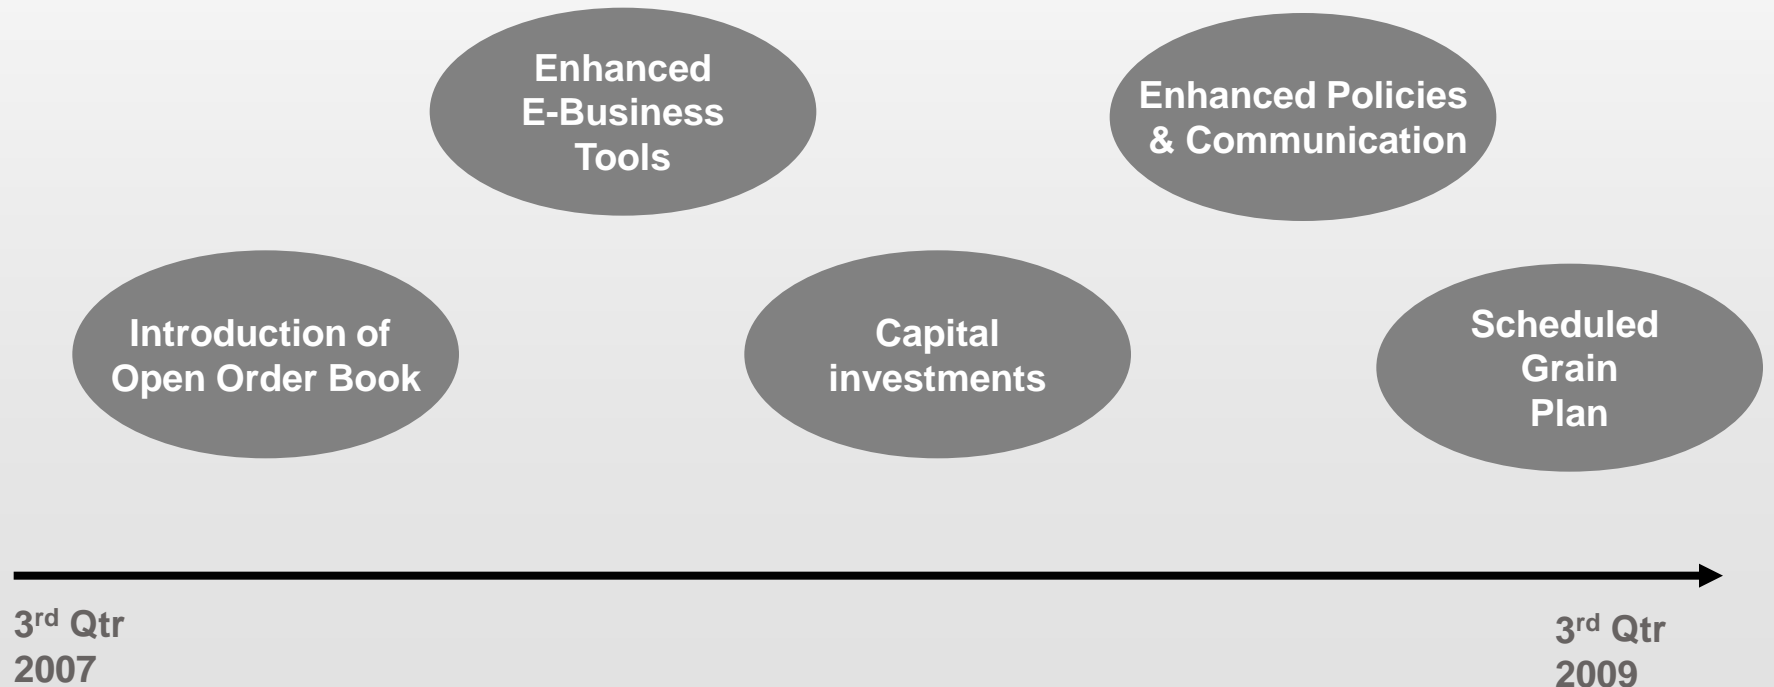 Enhanced
E-Business
Tools
Enhanced Policies
& Communication
Introduction of
Open Order Book
Capital
investments
Scheduled
Grain
Plan
3rd Qtr
2007
3rd Qtr
2009